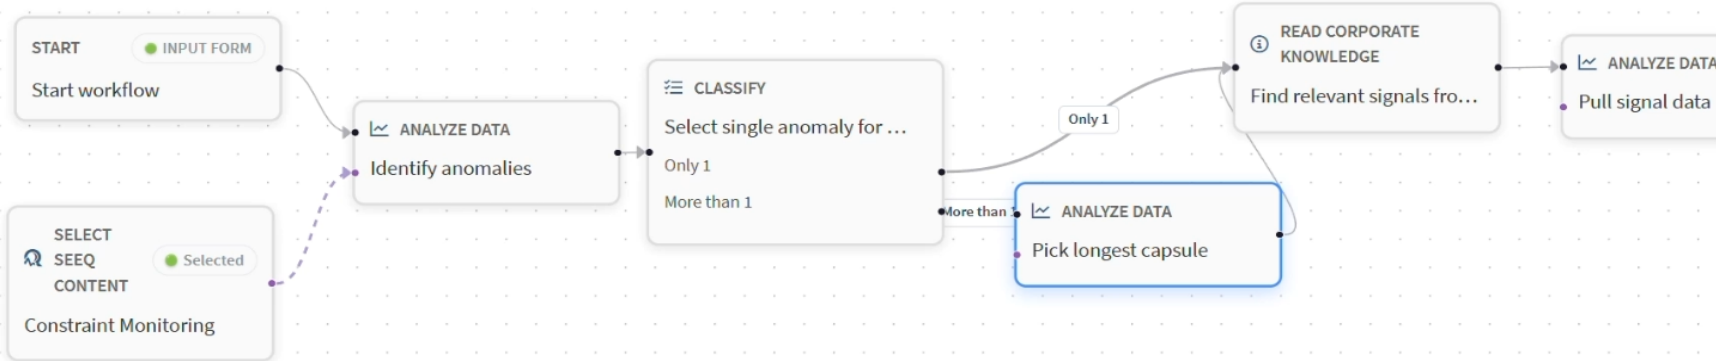 START
INPUT FORM
Start workflow
SELECT
SEEQ
CONTENT
Selected
Constraint Monitoring
ANALYZE DATA
Identify anomalies
CLASSIFY
Select single anomaly for ...
Only 1
More than 1
Only 1
More than
ANALYZE DATA
Pick longest capsule
READ CORPORATE
KNOWLEDGE
Find relevant signals fro...
ANALYZE DATA
Pull signal data